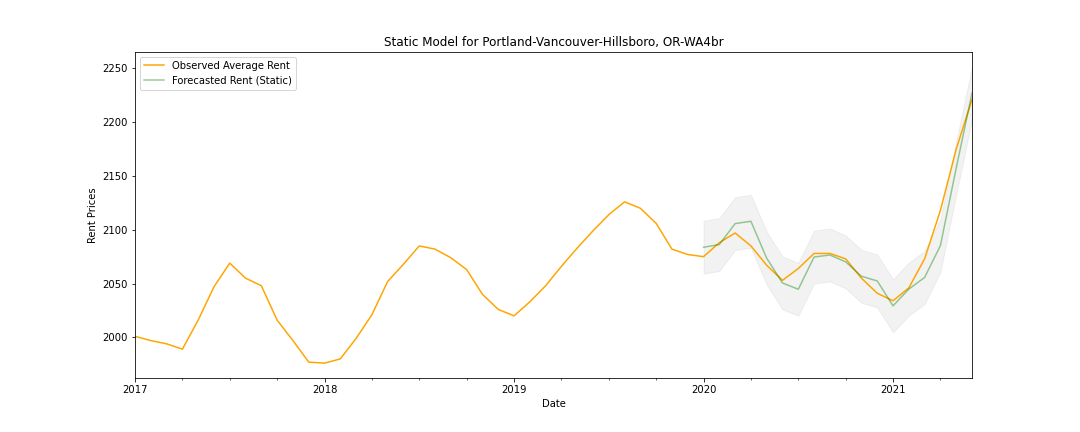 Static Model for Portland-Vancouver-Hillsboro, OR-WA4br
Observed Average Rent
Forecasted Rent (Static)
Rent Prices
2250
2200
2150
2100
2050
2000
2017
2018
2019
2020
2021
Date